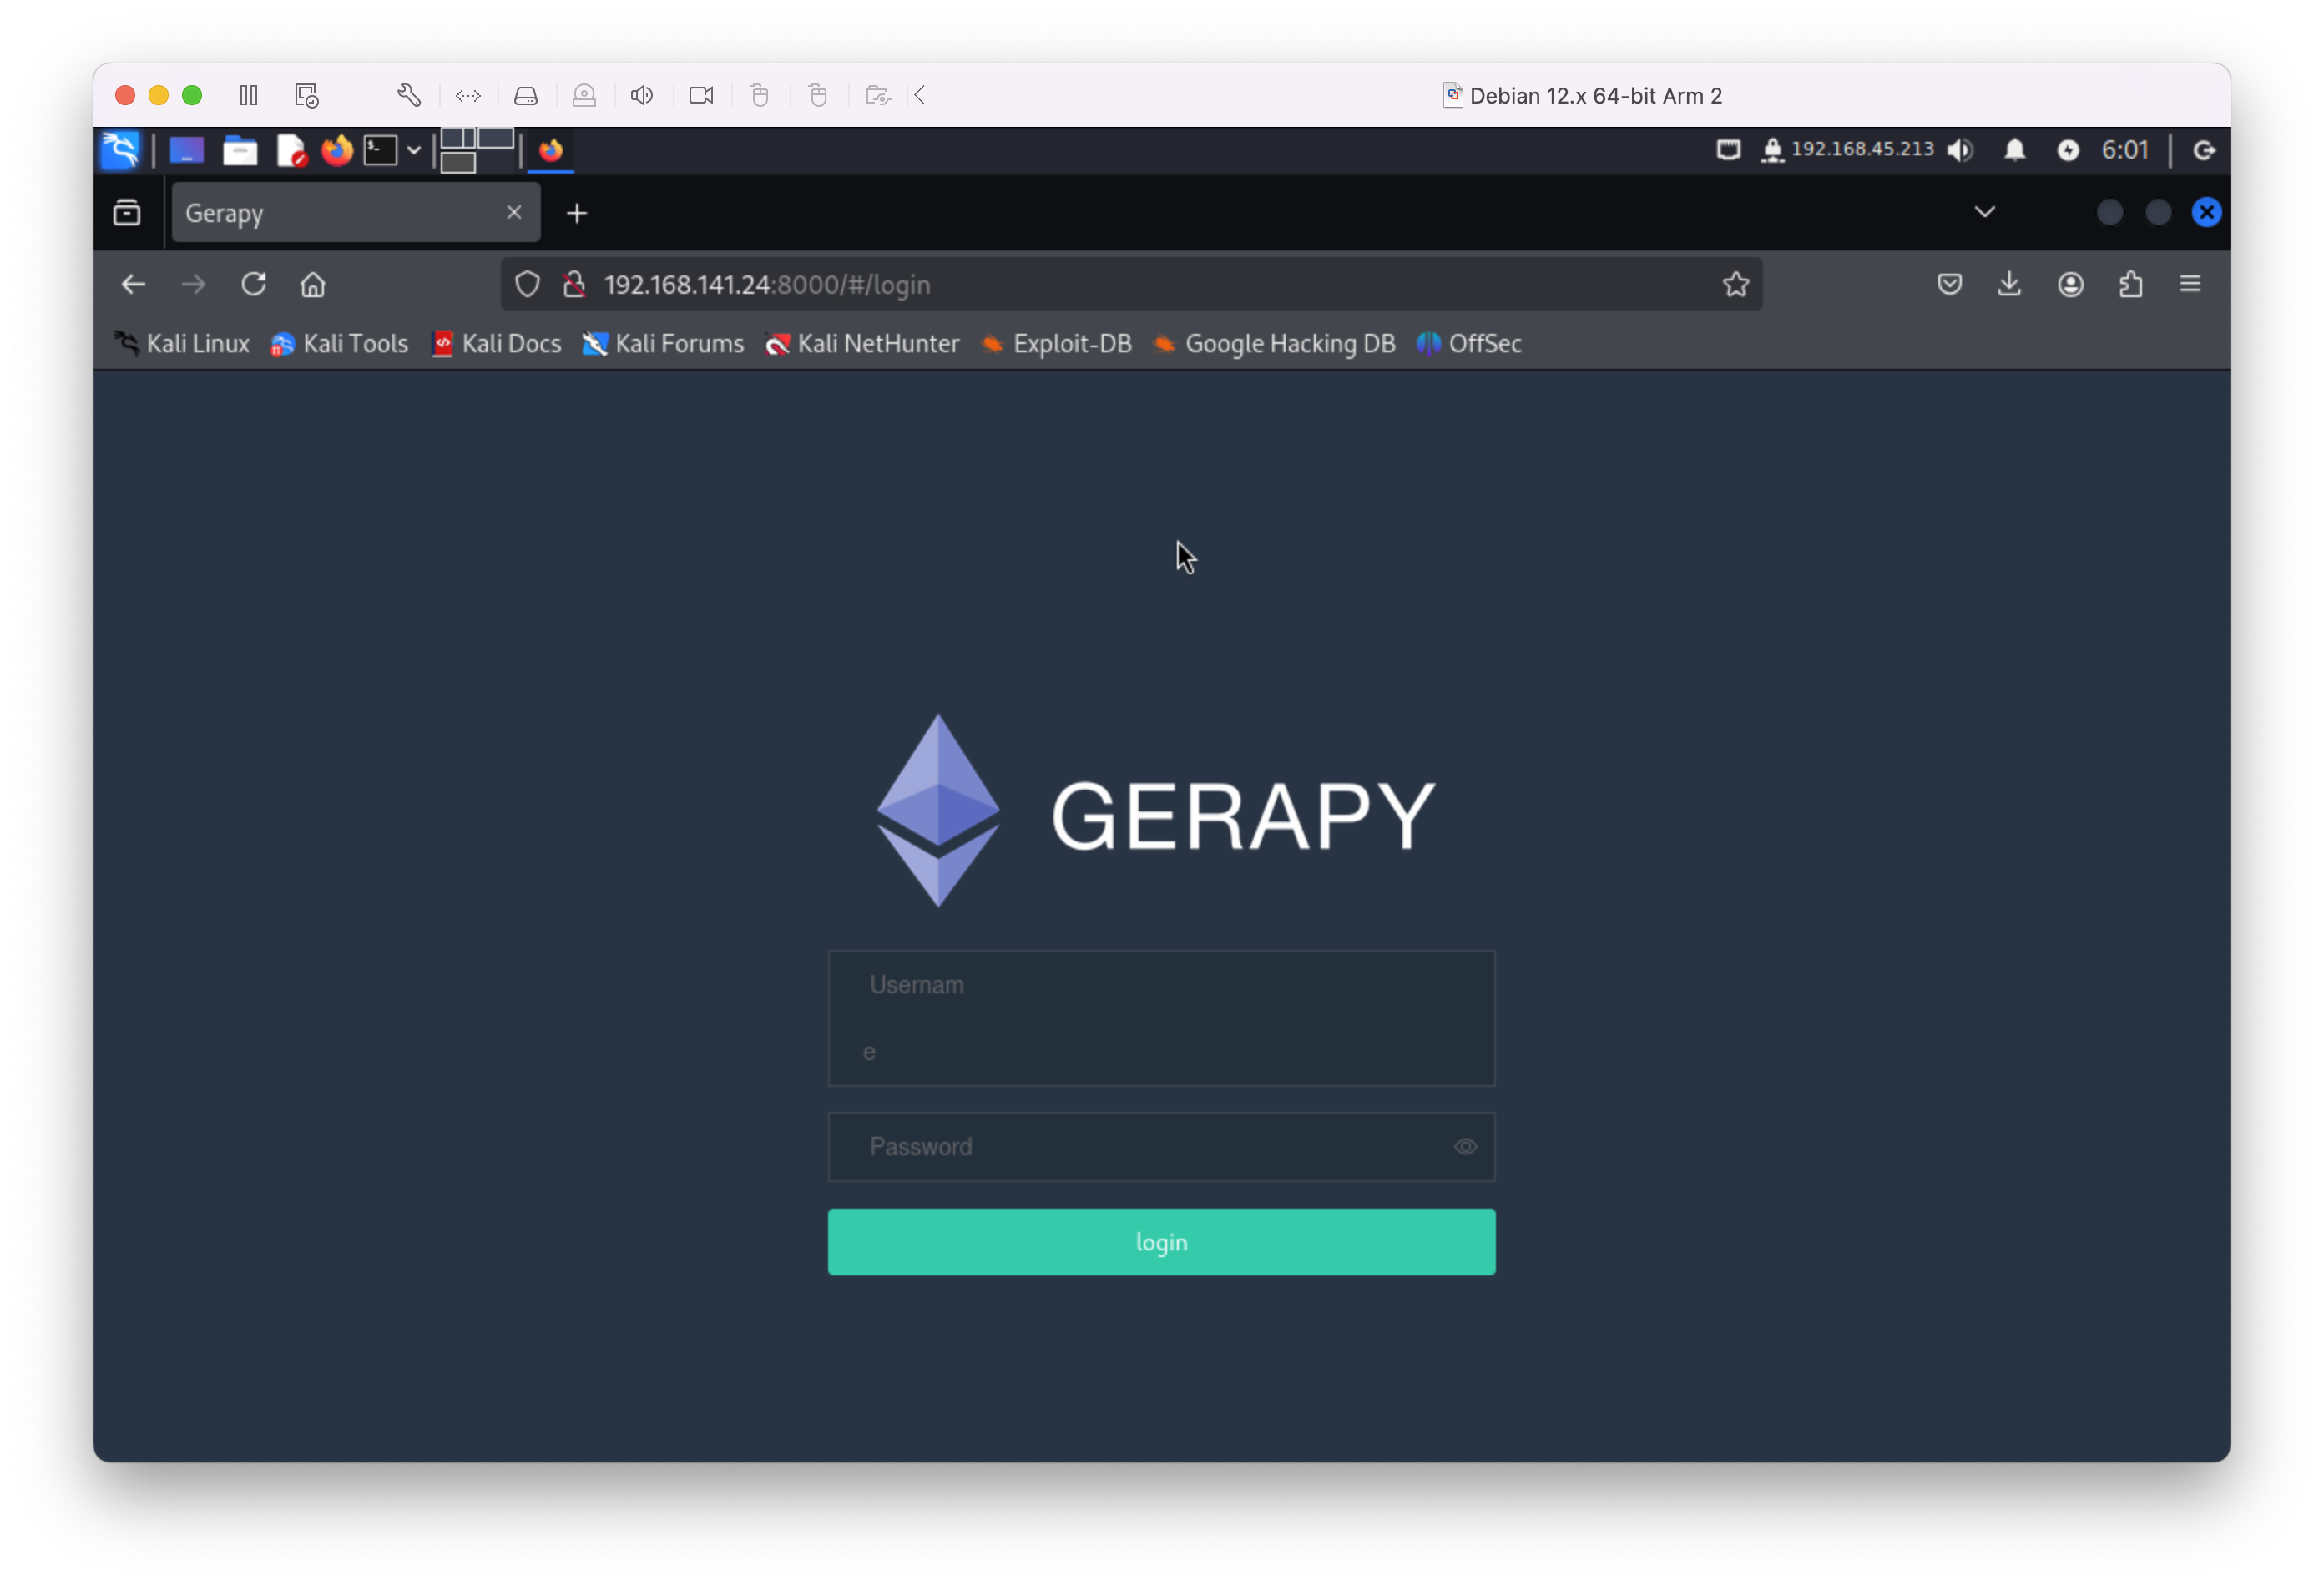 Debian 12.x 64-bit Arm 2
192.168.45.213 6:01
Gerapy
192.168.141.24:8000/#/login
Kali Linux Kali Tools Kali Docs Kali Forums Kali NetHunter Exploit-DB Google Hacking DB OffSec
GERAPY
Usernam
e
Password
login